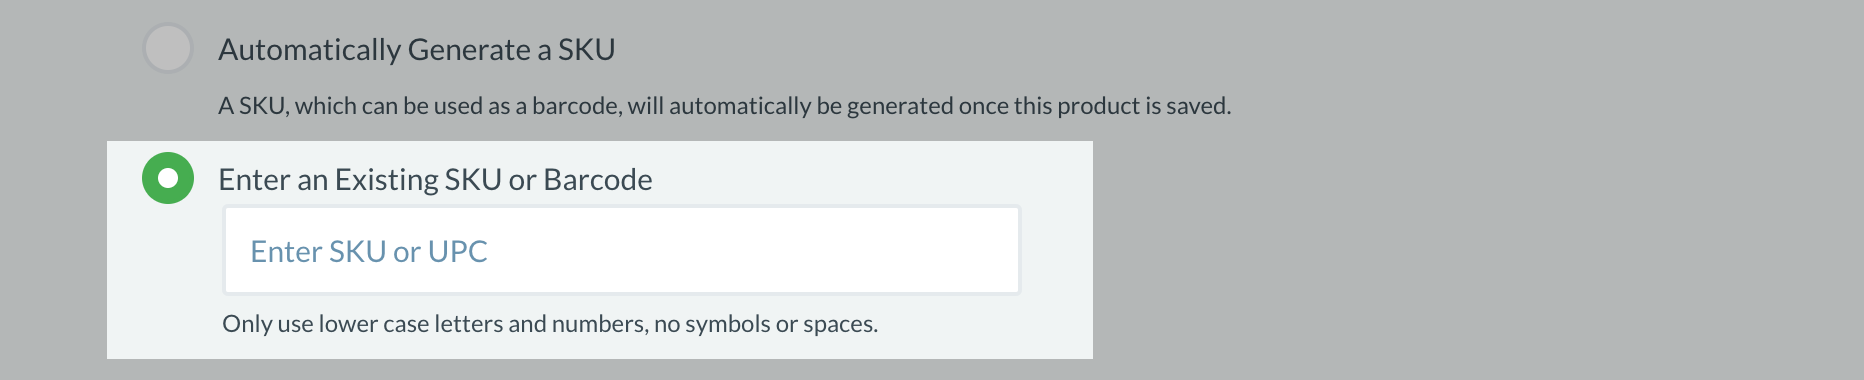 Automatically Generate a SKU
A SKU, which can be used as a barcode, will automatically be generated once this product is saved.
Enter an Existing SKU or Barcode
Enter SKU or UPC
Only use lower case letters and numbers, no symbols or spaces.